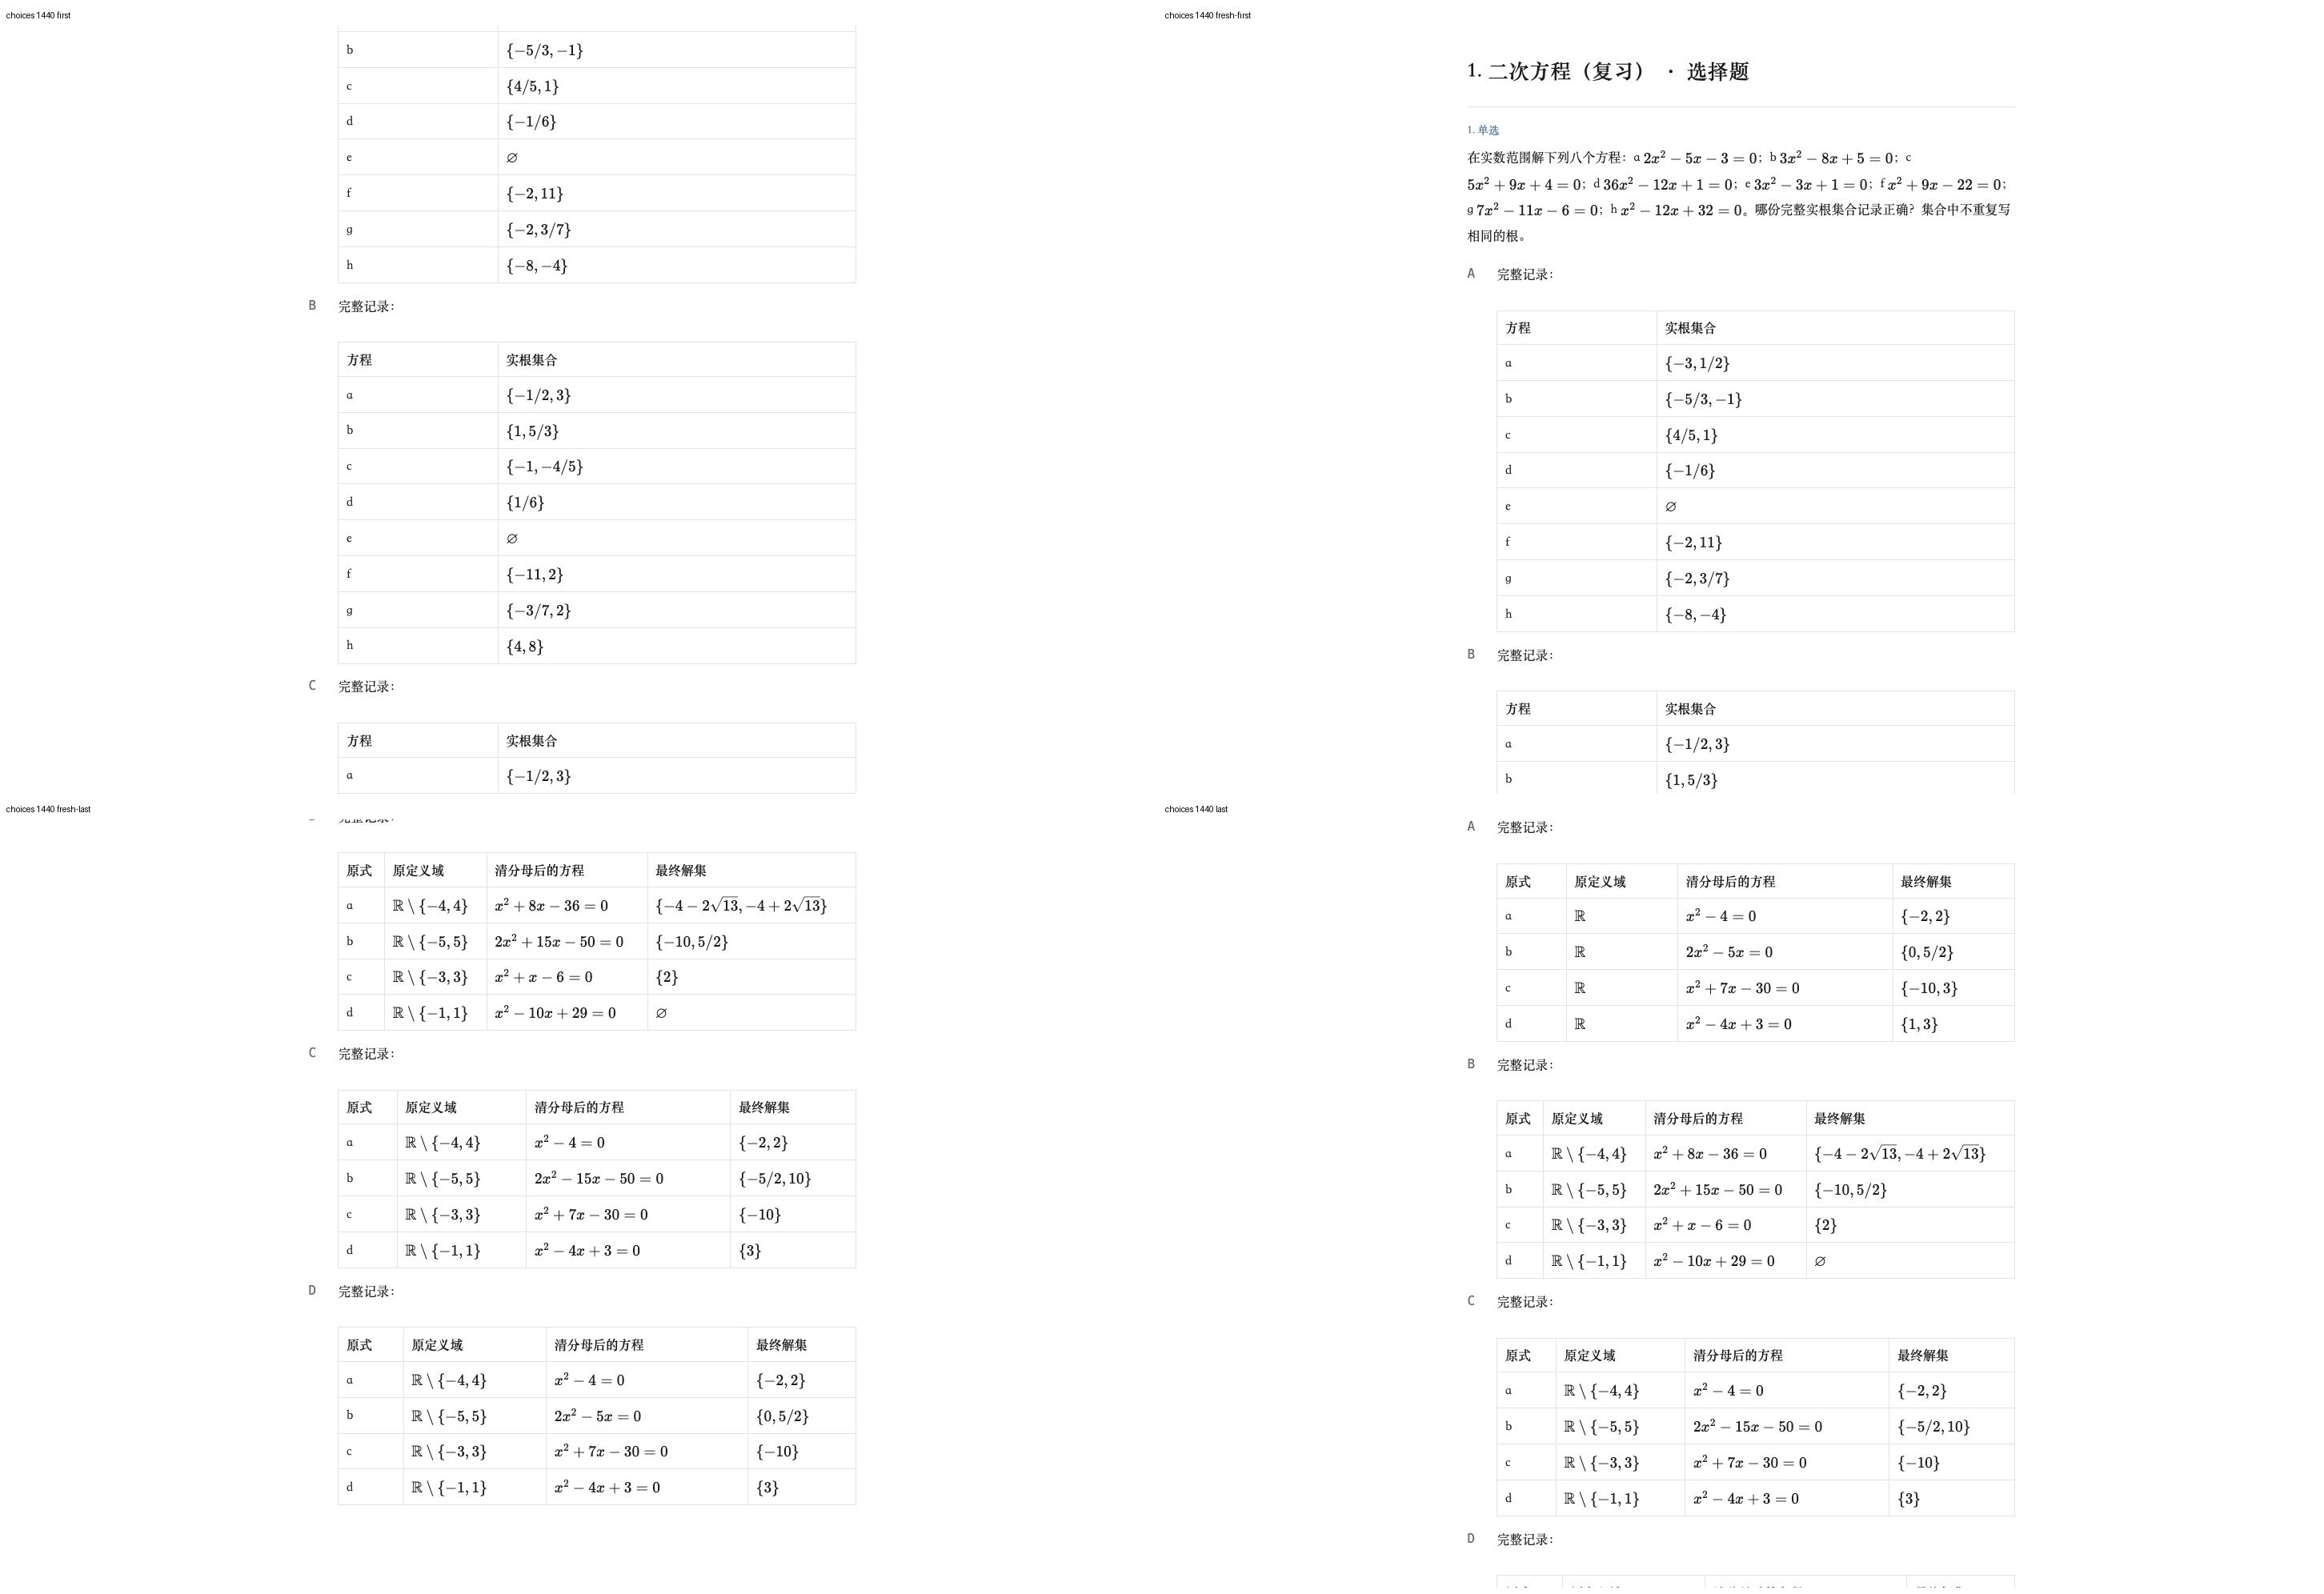 choices 1440 first
b {−5/3, −1}
c {4/5, 1}
d {−1/6}
e ∅
f {−2, 11}
g {−2, 3/7}
h {−8, −4}
B 完整记录：
方程 实根集合
a {−1/2, 3}
b {1, 5/3}
c {−1, −4/5}
d {1/6}
e ∅
f {−11, 2}
g {−3/7, 2}
h {4, 8}
C 完整记录：
方程 实根集合
a {−1/2, 3}
choices 1440 fresh-first
1. 二次方程（复习） · 选择题
1. 单选
在实数范围解下列八个方程：a 2x² − 5x − 3 = 0；b 3x² − 8x + 5 = 0；c
5x² + 9x + 4 = 0；d 36x² − 12x + 1 = 0；e 3x² − 3x + 1 = 0；f x² + 9x − 22 = 0；
g 7x² − 11x − 6 = 0；h x² − 12x + 32 = 0。哪份完整实根集合记录正确？集合中不重复写
相同的根。
A 完整记录：
方程 实根集合
a {−3, 1/2}
b {−5/3, −1}
c {4/5, 1}
d {−1/6}
e ∅
f {−2, 11}
g {−2, 3/7}
h {−8, −4}
B 完整记录：
方程 实根集合
a {−1/2, 3}
b {1, 5/3}
choices 1440 fresh-last
完整记录：
原式 原定义域 清分母后的方程 最终解集
a ℝ \ {−4, 4} x² + 8x − 36 = 0 {−4 − 2√13, −4 + 2√13}
b ℝ \ {−5, 5} 2x² + 15x − 50 = 0 {−10, 5/2}
c ℝ \ {−3, 3} x² + x − 6 = 0 {2}
d ℝ \ {−1, 1} x² − 10x + 29 = 0 ∅
C 完整记录：
原式 原定义域 清分母后的方程 最终解集
a ℝ \ {−4, 4} x² − 4 = 0 {−2, 2}
b ℝ \ {−5, 5} 2x² − 15x − 50 = 0 {−5/2, 10}
c ℝ \ {−3, 3} x² + 7x − 30 = 0 {−10}
d ℝ \ {−1, 1} x² − 4x + 3 = 0 {3}
D 完整记录：
原式 原定义域 清分母后的方程 最终解集
a ℝ \ {−4, 4} x² − 4 = 0 {−2, 2}
b ℝ \ {−5, 5} 2x² − 5x = 0 {0, 5/2}
c ℝ \ {−3, 3} x² + 7x − 30 = 0 {−10}
d ℝ \ {−1, 1} x² − 4x + 3 = 0 {3}
choices 1440 last
A 完整记录：
原式 原定义域 清分母后的方程 最终解集
a ℝ x² − 4 = 0 {−2, 2}
b ℝ 2x² − 5x = 0 {0, 5/2}
c ℝ x² + 7x − 30 = 0 {−10, 3}
d ℝ x² − 4x + 3 = 0 {1, 3}
B 完整记录：
原式 原定义域 清分母后的方程 最终解集
a ℝ \ {−4, 4} x² + 8x − 36 = 0 {−4 − 2√13, −4 + 2√13}
b ℝ \ {−5, 5} 2x² + 15x − 50 = 0 {−10, 5/2}
c ℝ \ {−3, 3} x² + x − 6 = 0 {2}
d ℝ \ {−1, 1} x² − 10x + 29 = 0 ∅
C 完整记录：
原式 原定义域 清分母后的方程 最终解集
a ℝ \ {−4, 4} x² − 4 = 0 {−2, 2}
b ℝ \ {−5, 5} 2x² − 15x − 50 = 0 {−5/2, 10}
c ℝ \ {−3, 3} x² + 7x − 30 = 0 {−10}
d ℝ \ {−1, 1} x² − 4x + 3 = 0 {3}
D 完整记录：